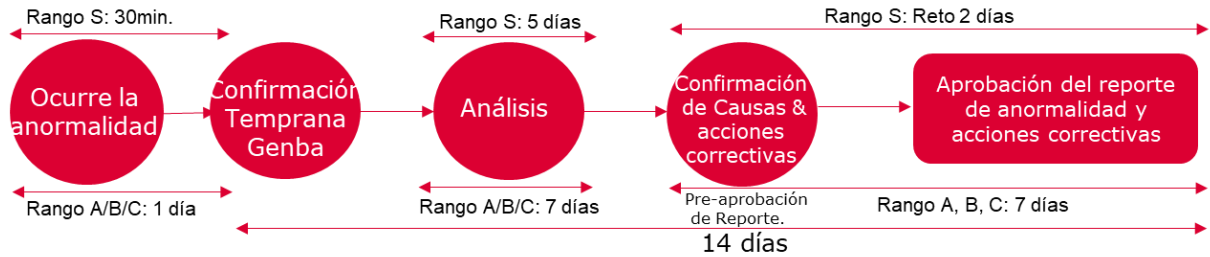 Rango S: 30min.
Rango S: 5 días
Rango S: Reto 2 días
Ocurre la
anormalidad
Confirmación
Temprana
Genba
Análisis
Confirmación
de Causas &
acciones
correctivas
Aprobación del reporte
de anormalidad y
acciones correctivas
Rango A/B/C: 1 día
Rango A/B/C: 7 días
Pre-aprobación
de Reporte.
Rango A, B, C: 7 días
14 días